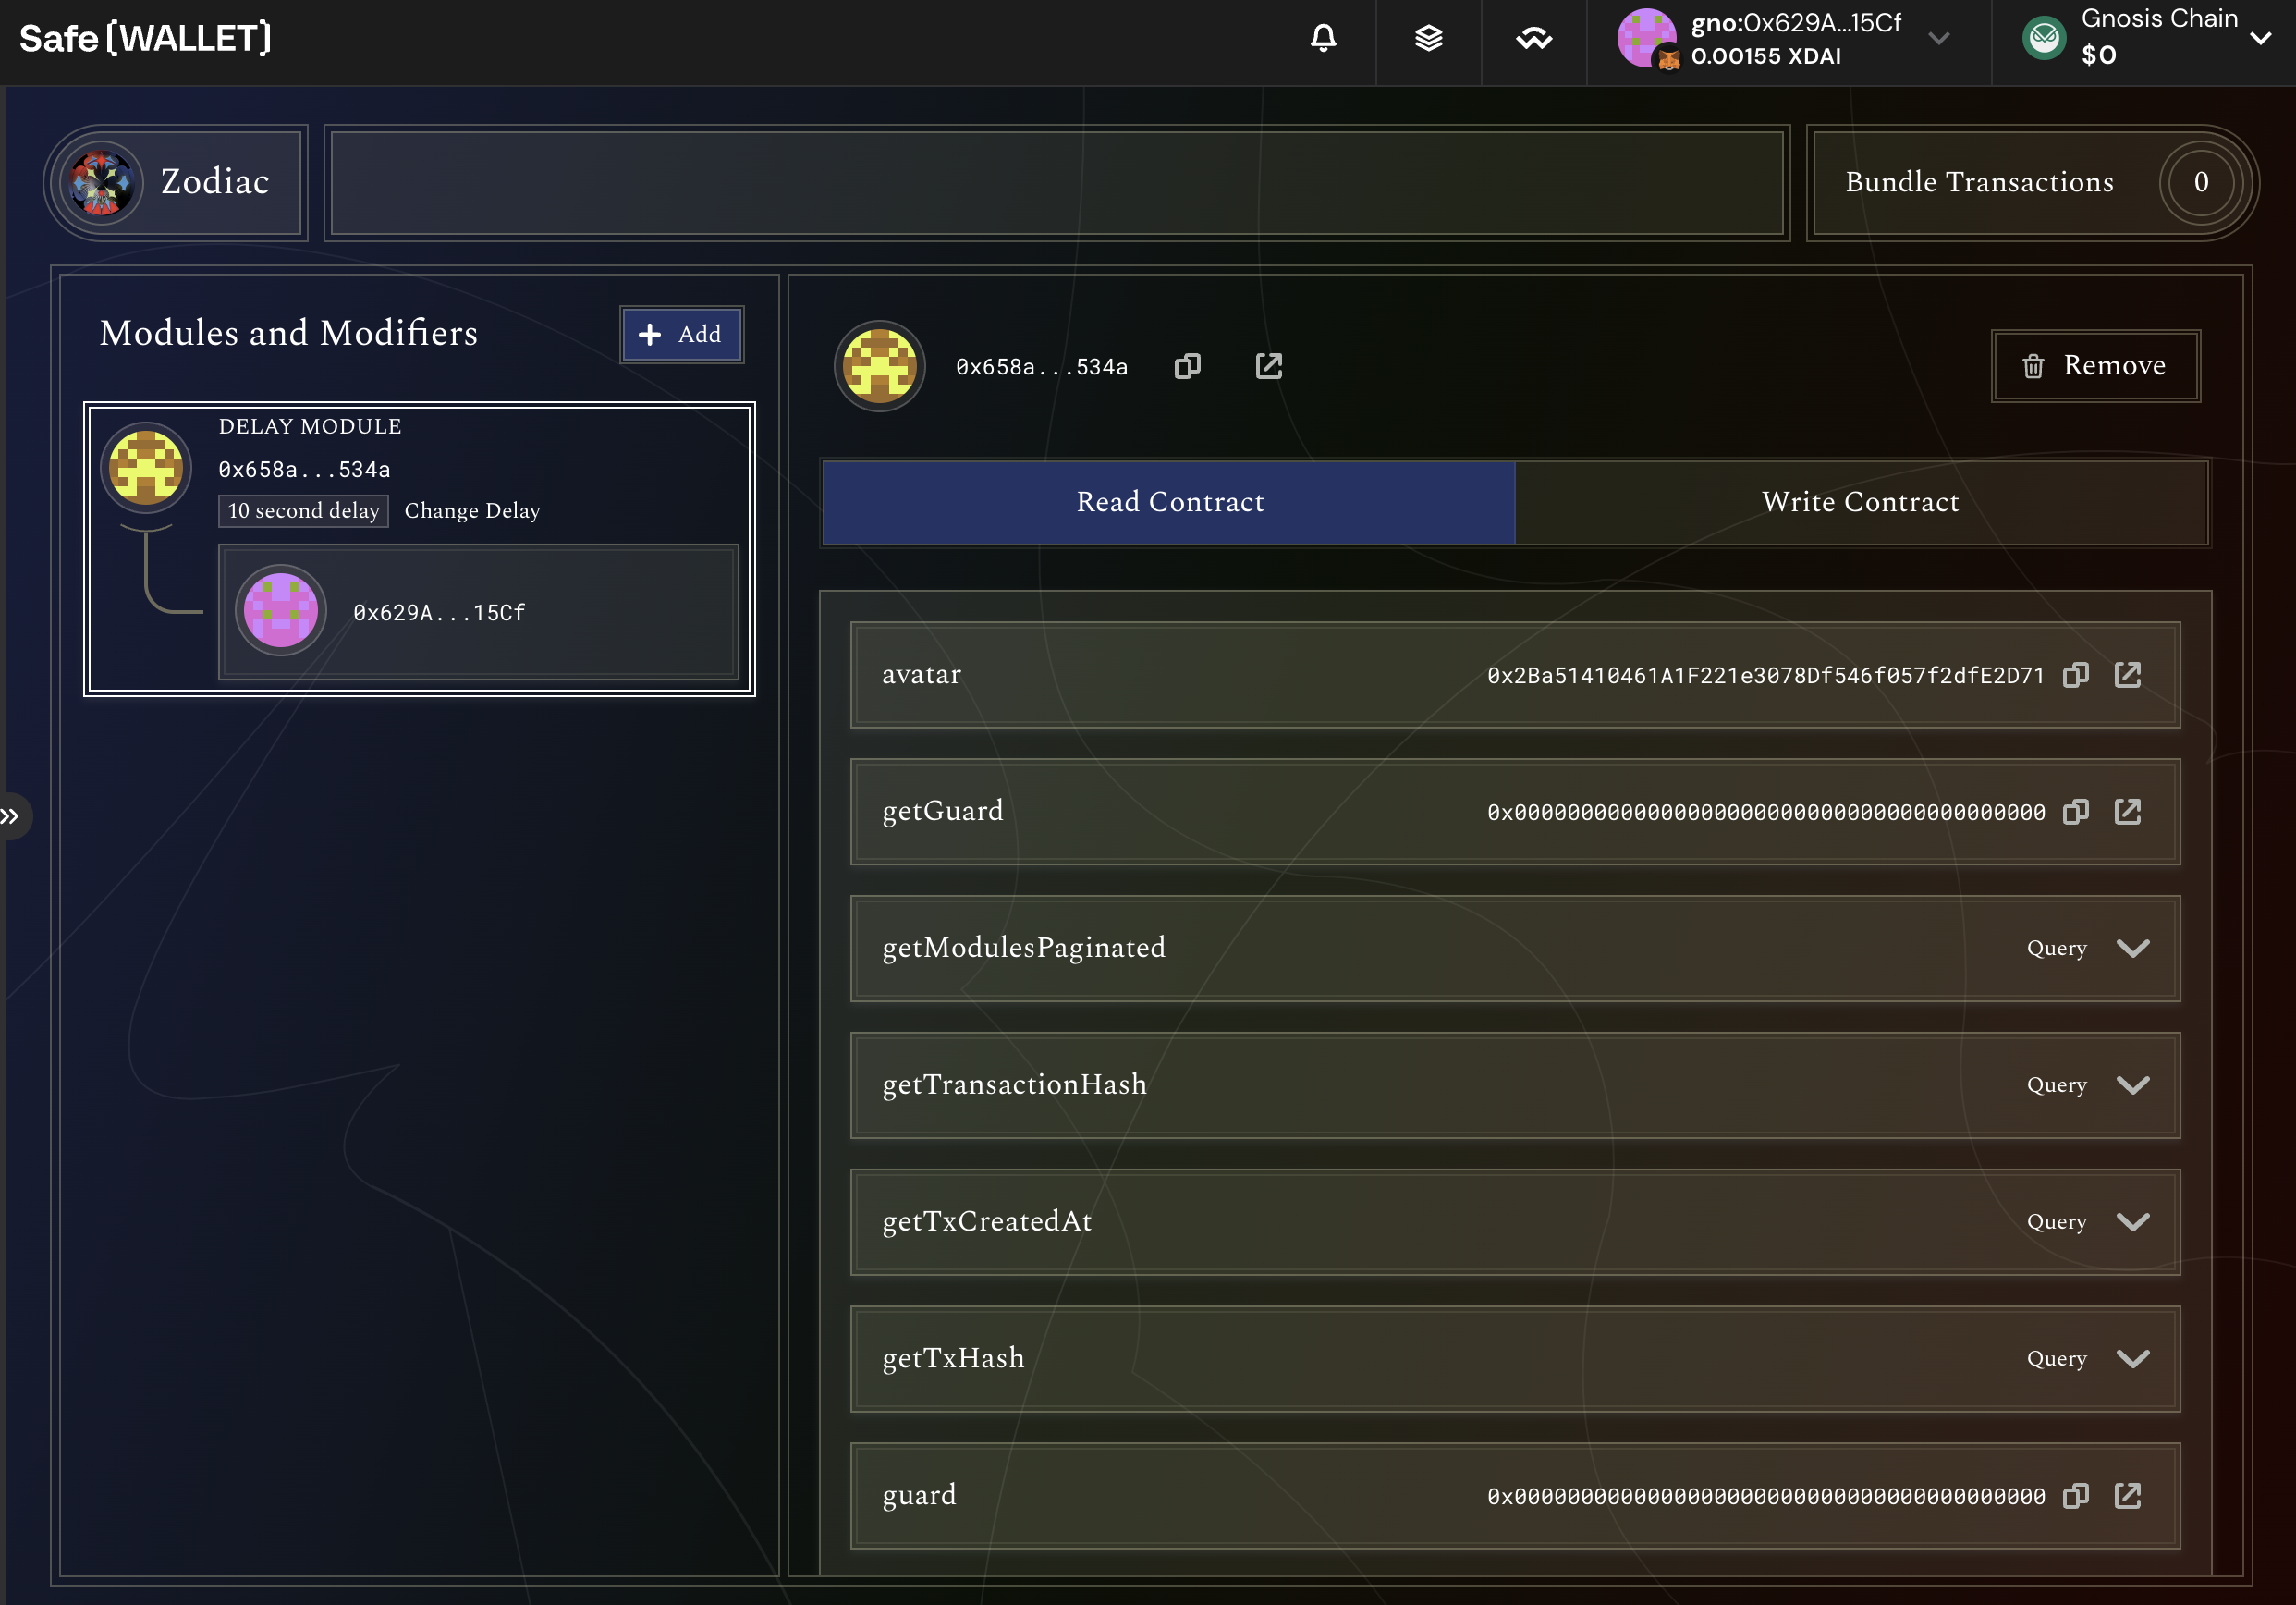 Safe{WALLET}
gno:0x629A...15Cf
0.00155 XDAI
Gnosis Chain
$0
Zodiac
Bundle Transactions
0
Modules and Modifiers
Add
DELAY MODULE
0x658a...534a
10 second delay
Change Delay
0x629A...15Cf
0x658a...534a
Remove
Read Contract
Write Contract
avatar
0x2Ba51410461A1F221e3078Df546f057f2dfE2D71
getGuard
0x0000000000000000000000000000000000000000
getModulesPaginated
Query
getTransactionHash
Query
getTxCreatedAt
Query
getTxHash
Query
guard
0x0000000000000000000000000000000000000000